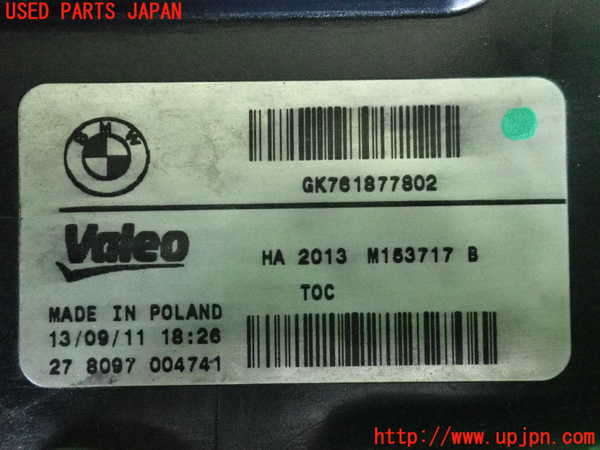 USED PARTS JAPAN
BMW
GK761877802
Valeo
HA 2013 M153717 B
TOC
MADE IN POLAND
13/09/11 18:26
27 8097 004741
http://www.upjpn.com/